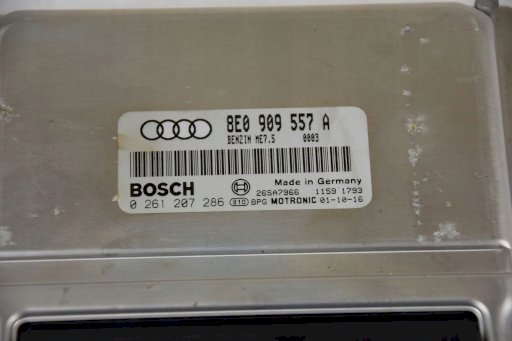 8E0 909 557 A
BENZIN ME7.5 0003
BOSCH Made in Germany
26SA7966 1159 1793
0 261 207 286 810 BPG MOTRONIC 01-10-16